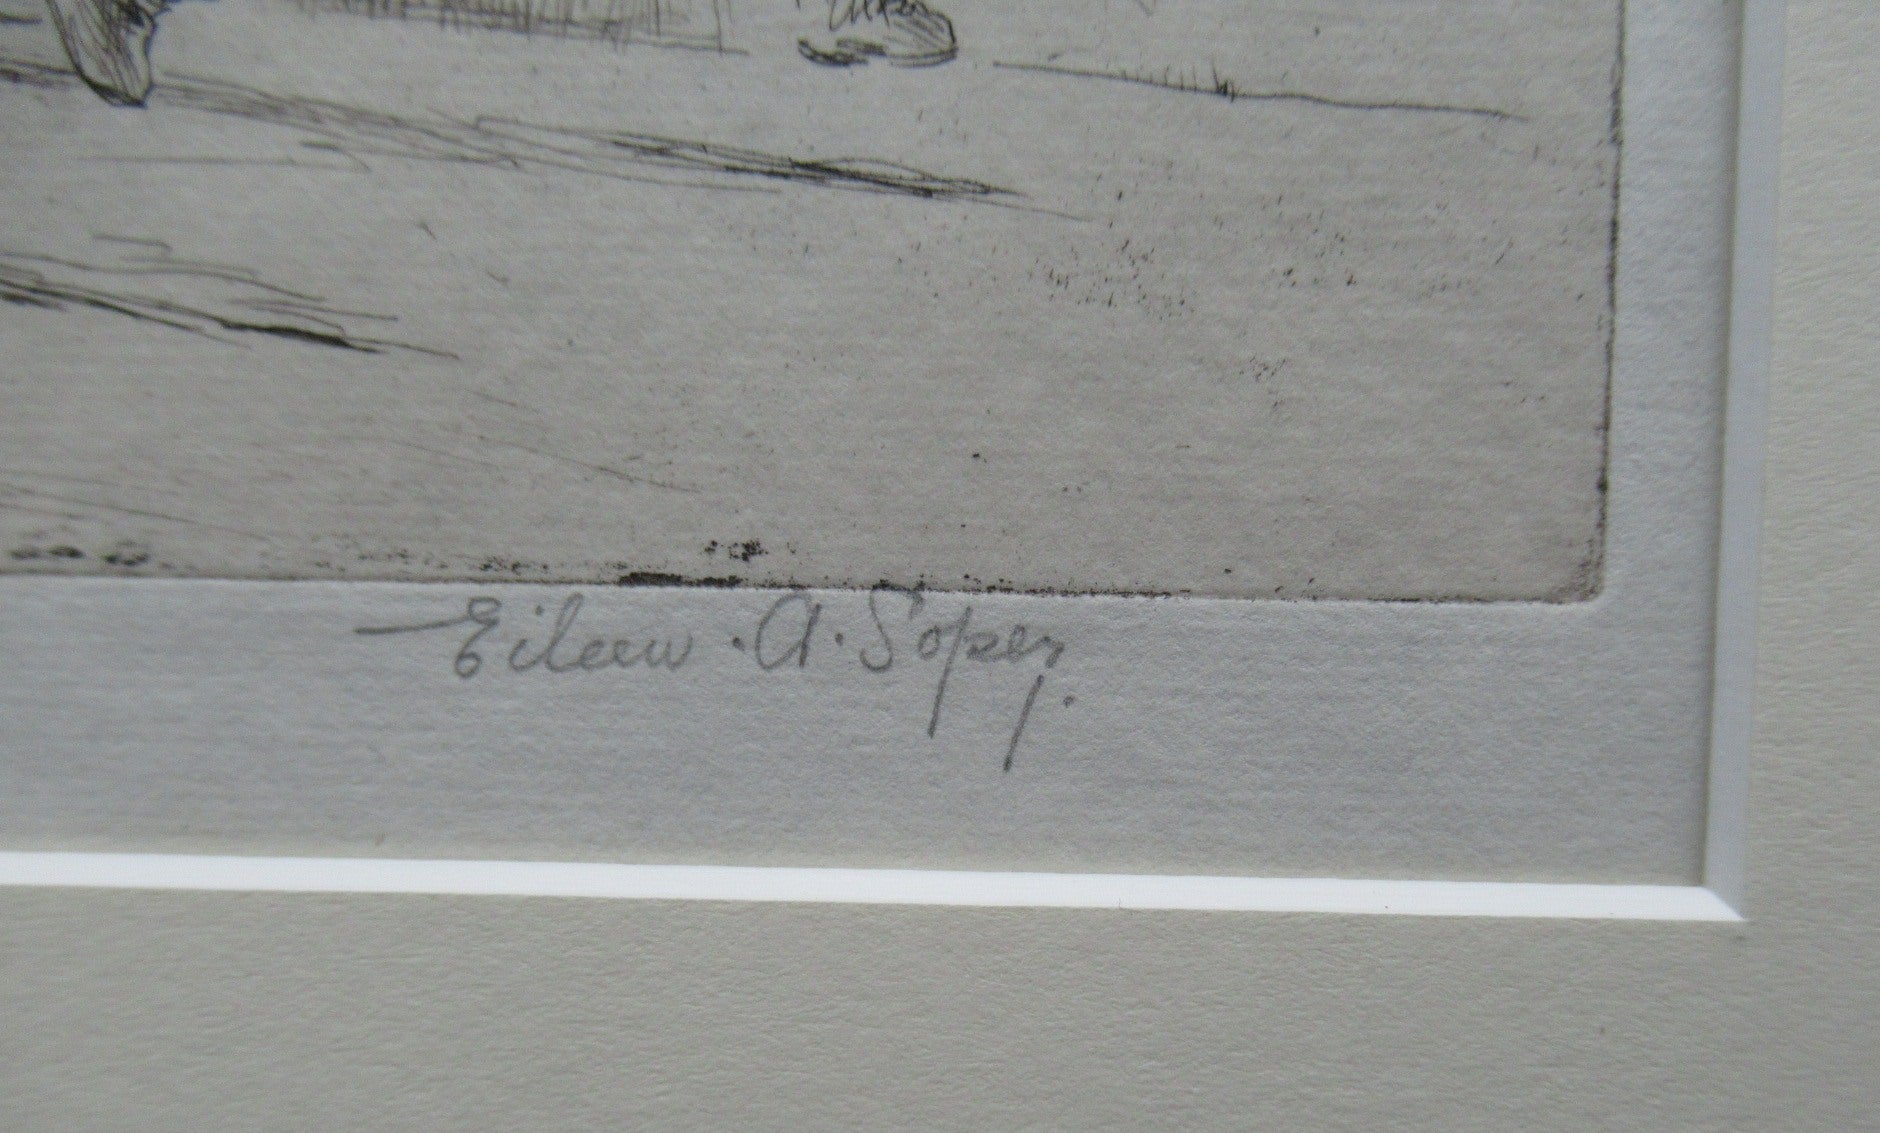 Eileen . A . Soper.